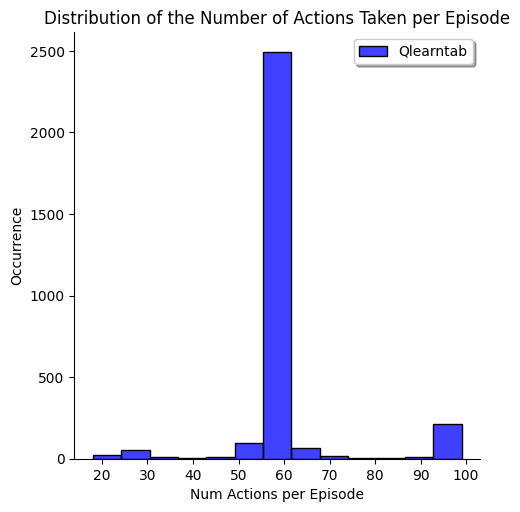 Distribution of the Number of Actions Taken per Episode
Qlearntab
2500
2000
1500
1000
500
0
Occurrence
20 30 40 50 60 70 80 90 100
Num Actions per Episode